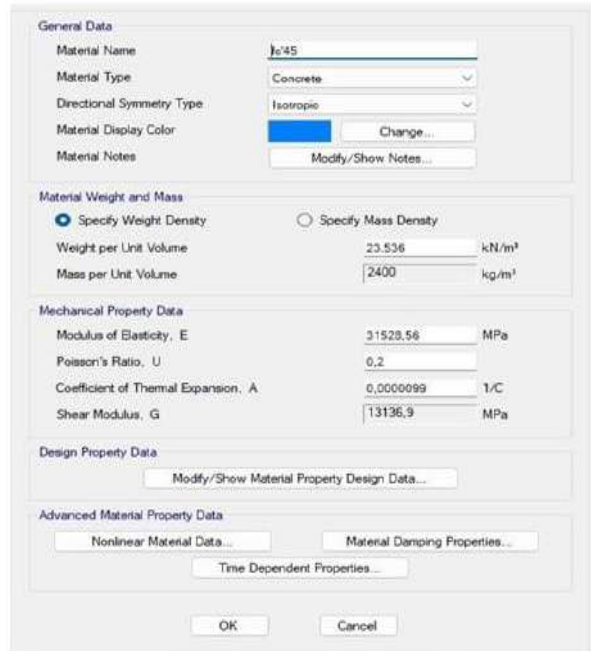 General Data
Material Name fc'45
Material Type Concrete
Directional Symmetry Type Isotropic
Material Display Color Change...
Material Notes Modify/Show Notes...
Material Weight and Mass
Specify Weight Density Specify Mass Density
Weight per Unit Volume 23.536 kN/m³
Mass per Unit Volume 2400 kg/m³
Mechanical Property Data
Modulus of Elasticity, E 31528,56 MPa
Poisson's Ratio, U 0,2
Coefficient of Thermal Expansion, A 0,0000099 1/C
Shear Modulus, G 13136,9 MPa
Design Property Data
Modify/Show Material Property Design Data...
Advanced Material Property Data
Nonlinear Material Data... Material Damping Properties...
Time Dependent Properties...
OK Cancel